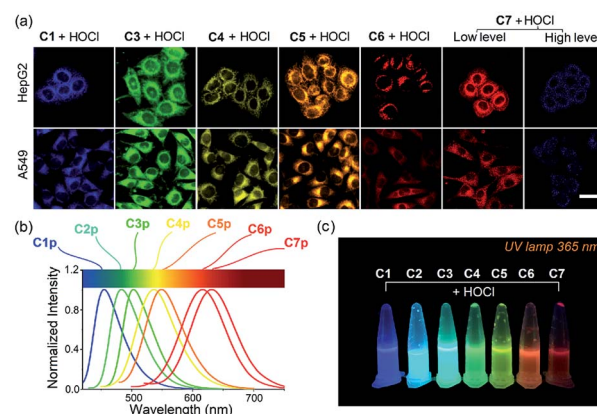 (a)
C7 + HOCl
C1 + HOCl C3 + HOCl C4 + HOCl C5 + HOCl C6 + HOCl Low level High level
HepG2
A549
(b)
C3p
C2p C4p
C5p
C6p
C1p C7p
1.2
0.8
0.4
0.0
Normalized Intensity
500 600 700
Wavelength (nm)
(c)
UV lamp 365 nm
C1 C2 C3 C4 C5 C6 C7
+ HOCl